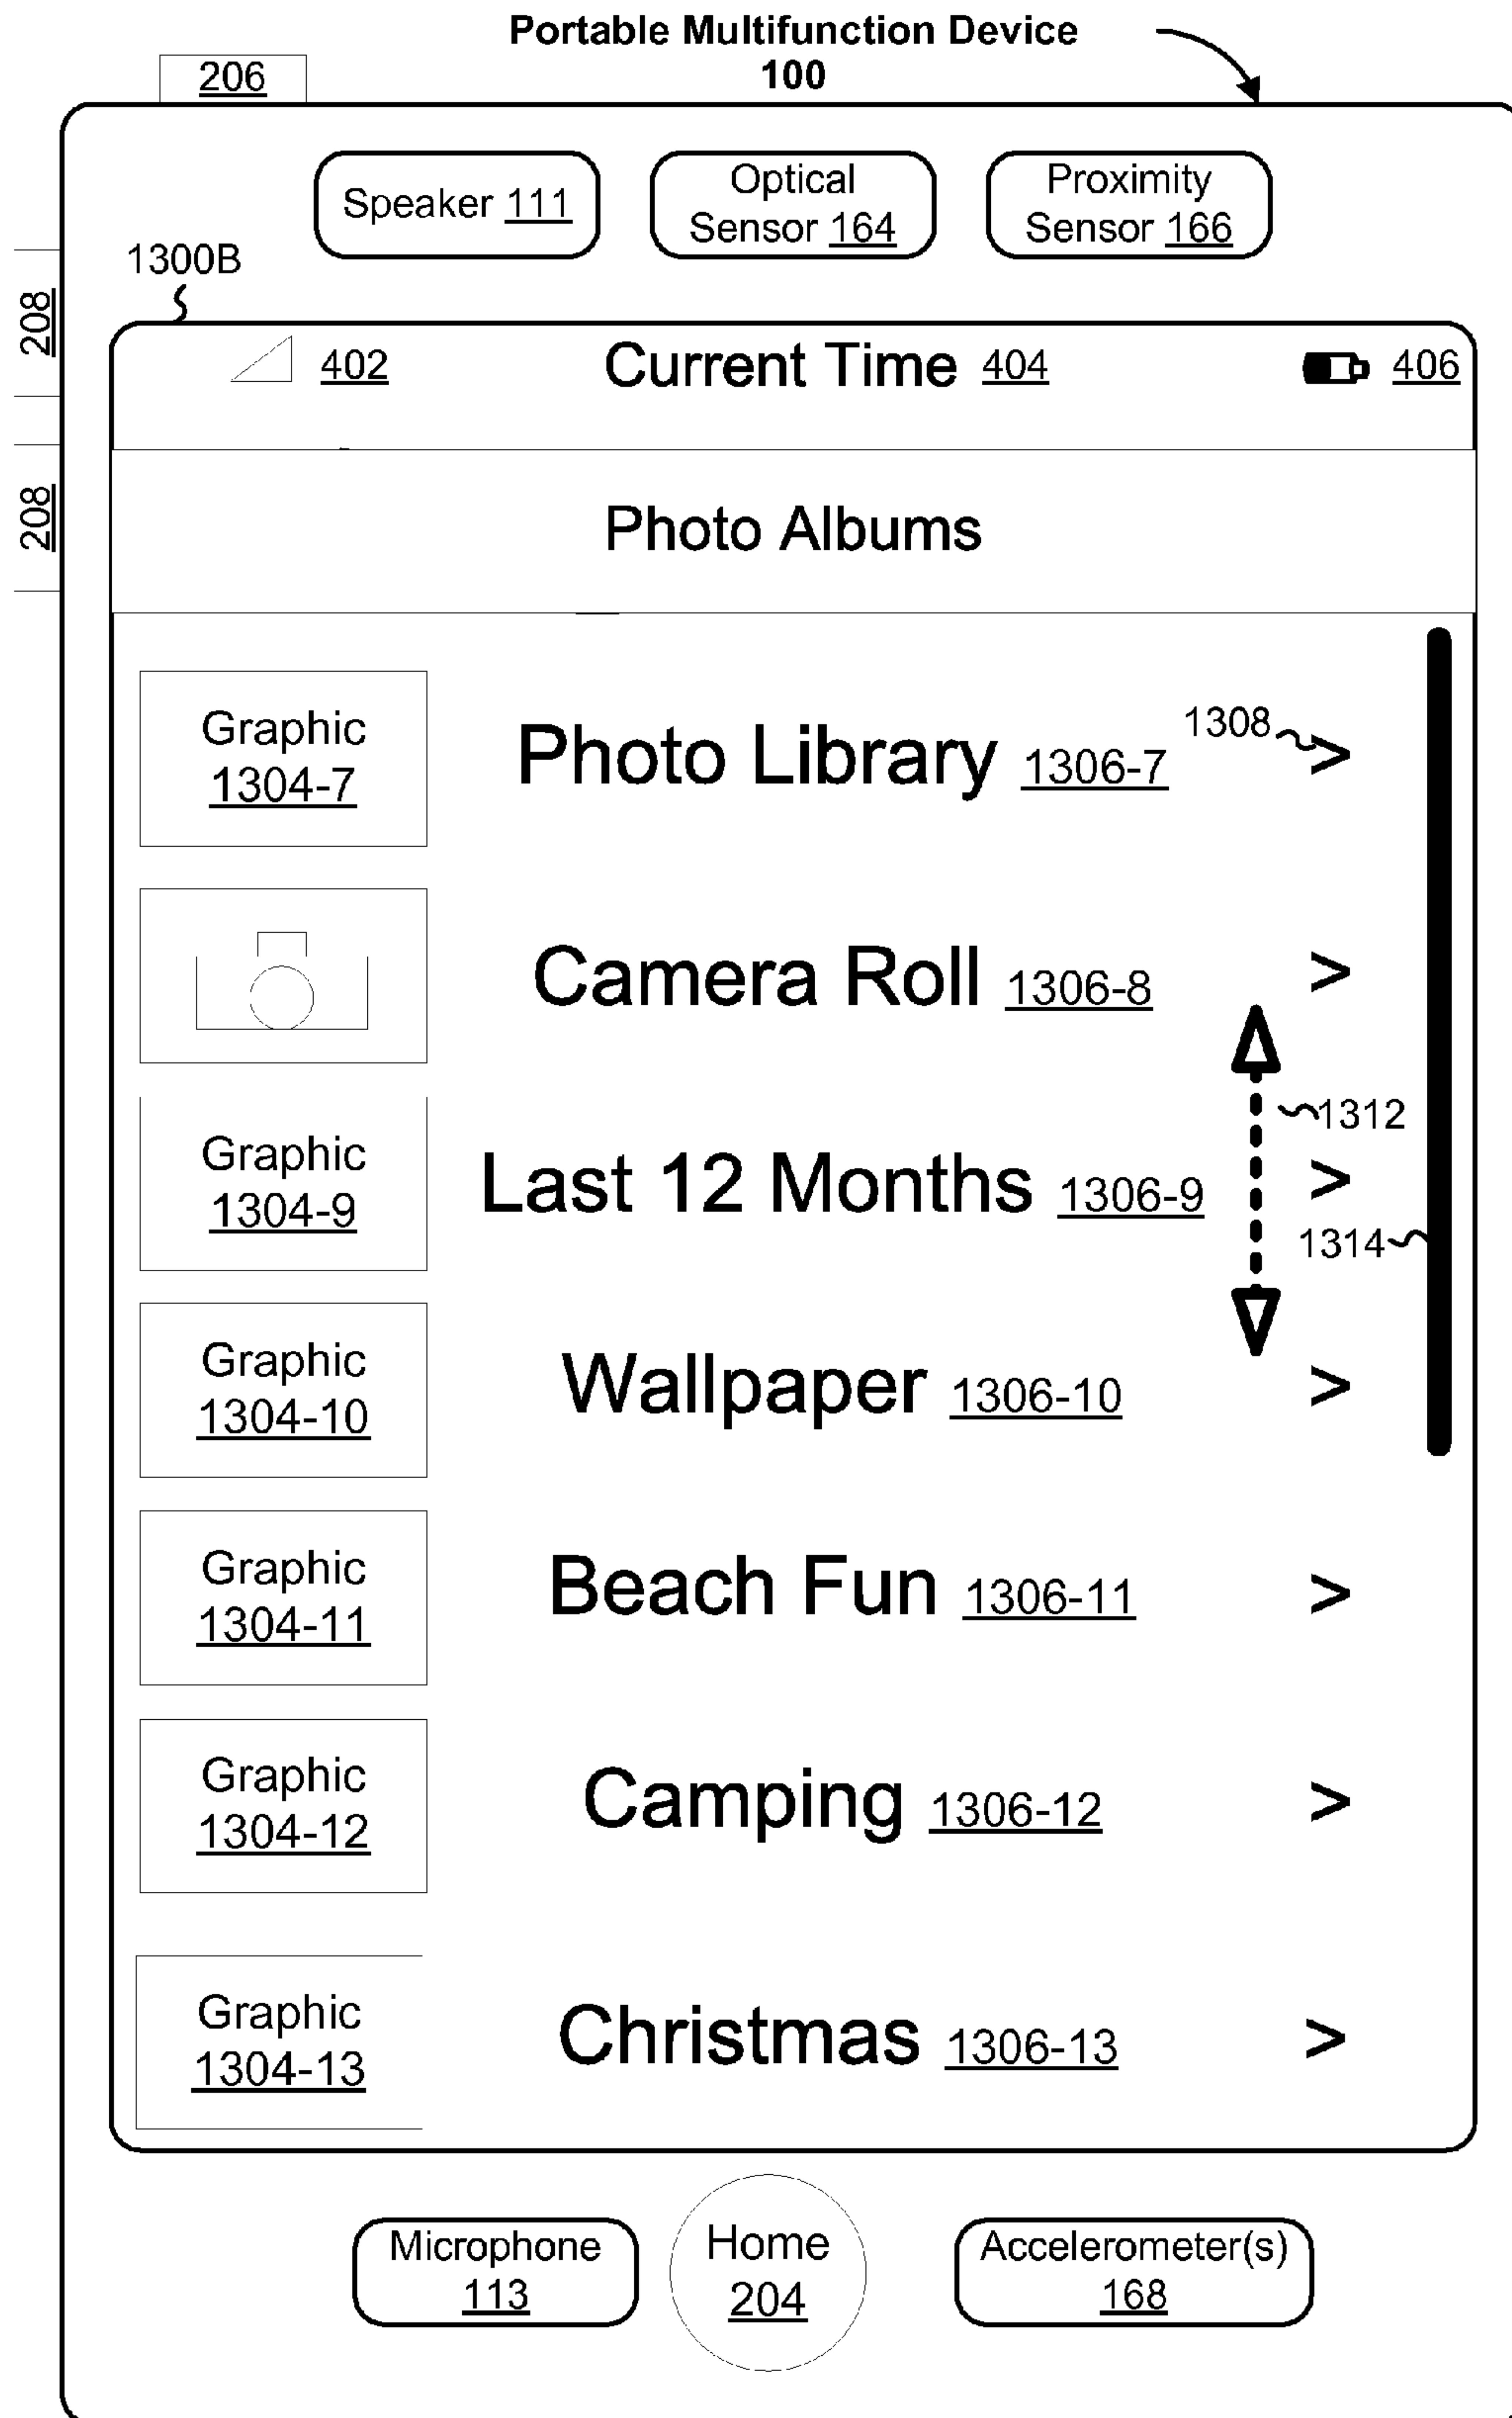 Portable Multifunction Device
100
206
Speaker 111
Optical
Sensor 164
Proximity
Sensor 166
1300B
208
208
402
Current Time 404
406
Photo Albums
Graphic
1304-7
Photo Library 1306-7
1308
>
Camera Roll 1306-8
>
1312
Graphic
1304-9
Last 12 Months 1306-9
>
1314
Graphic
1304-10
Wallpaper 1306-10
>
Graphic
1304-11
Beach Fun 1306-11
>
Graphic
1304-12
Camping 1306-12
>
Graphic
1304-13
Christmas 1306-13
>
Microphone
113
Home
204
Accelerometer(s)
168